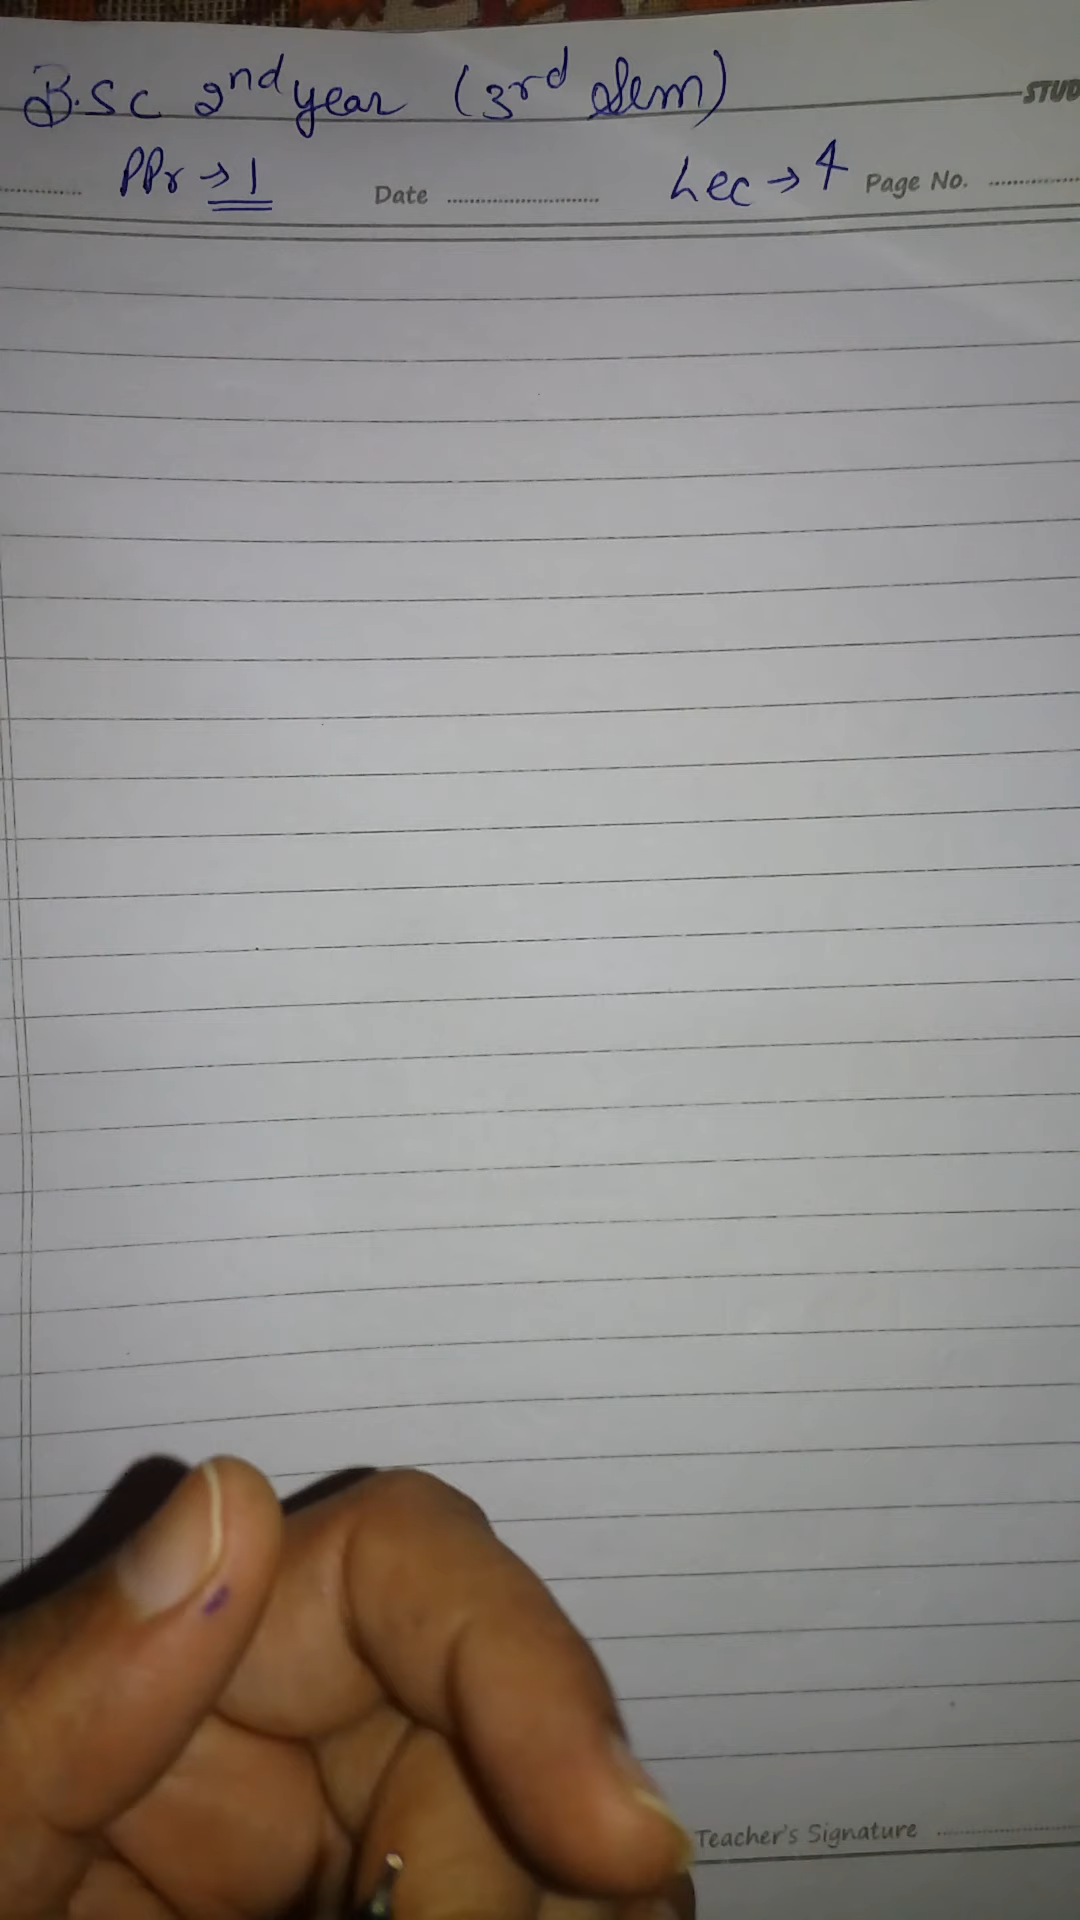 B.Sc 2nd year (3rd Sem)
STUD
PPr → 1 Date Lec → 4 Page No.
Teacher's Signature